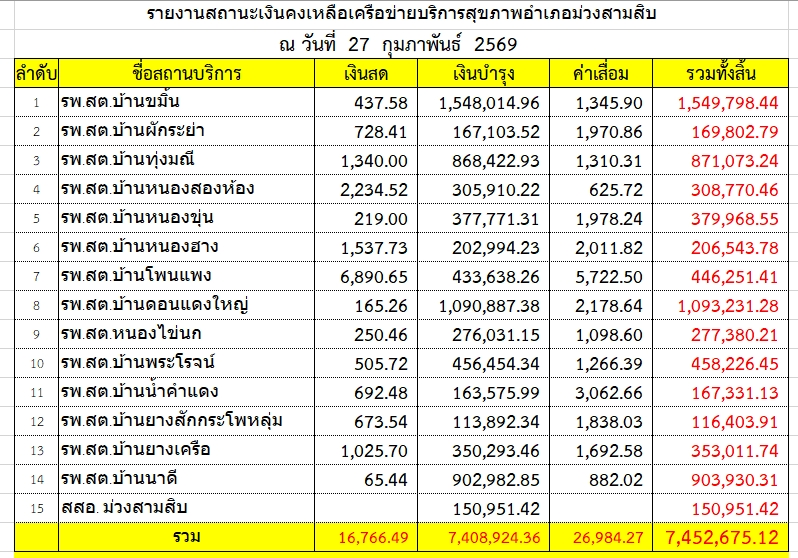 รายงานสถานะเงินคงเหลือเครือข่ายบริการสุขภาพอำเภอม่วงสามสิบ
ณ วันที่ 27 กุมภาพันธ์ 2569
ลำดับ ชื่อสถานบริการ เงินสด เงินบำรุง ค่าเสื่อม รวมทั้งสิ้น
1 รพ.สต.บ้านขมิ้น 437.58 1,548,014.96 1,345.90 1,549,798.44
2 รพ.สต.บ้านผักระย่า 728.41 167,103.52 1,970.86 169,802.79
3 รพ.สต.บ้านทุ่งมณี 1,340.00 868,422.93 1,310.31 871,073.24
4 รพ.สต.บ้านหนองสองห้อง 2,234.52 305,910.22 625.72 308,770.46
5 รพ.สต.บ้านหนองขุ่น 219.00 377,771.31 1,978.24 379,968.55
6 รพ.สต.บ้านหนองฮาง 1,537.73 202,994.23 2,011.82 206,543.78
7 รพ.สต.บ้านโพนแพง 6,890.65 433,638.26 5,722.50 446,251.41
8 รพ.สต.บ้านดอนแดงใหญ่ 165.26 1,090,887.38 2,178.64 1,093,231.28
9 รพ.สต.หนองไข่นก 250.46 276,031.15 1,098.60 277,380.21
10 รพ.สต.บ้านพระโรจน์ 505.72 456,454.34 1,266.39 458,226.45
11 รพ.สต.บ้านน้ำคำแดง 692.48 163,575.99 3,062.66 167,331.13
12 รพ.สต.บ้านยางสักกระโพหลุ่ม 673.54 113,892.34 1,838.03 116,403.91
13 รพ.สต.บ้านยางเครือ 1,025.70 350,293.46 1,692.58 353,011.74
14 รพ.สต.บ้านนาดี 65.44 902,982.85 882.02 903,930.31
15 สสอ. ม่วงสามสิบ 150,951.42 150,951.42
รวม 16,766.49 7,408,924.36 26,984.27 7,452,675.12